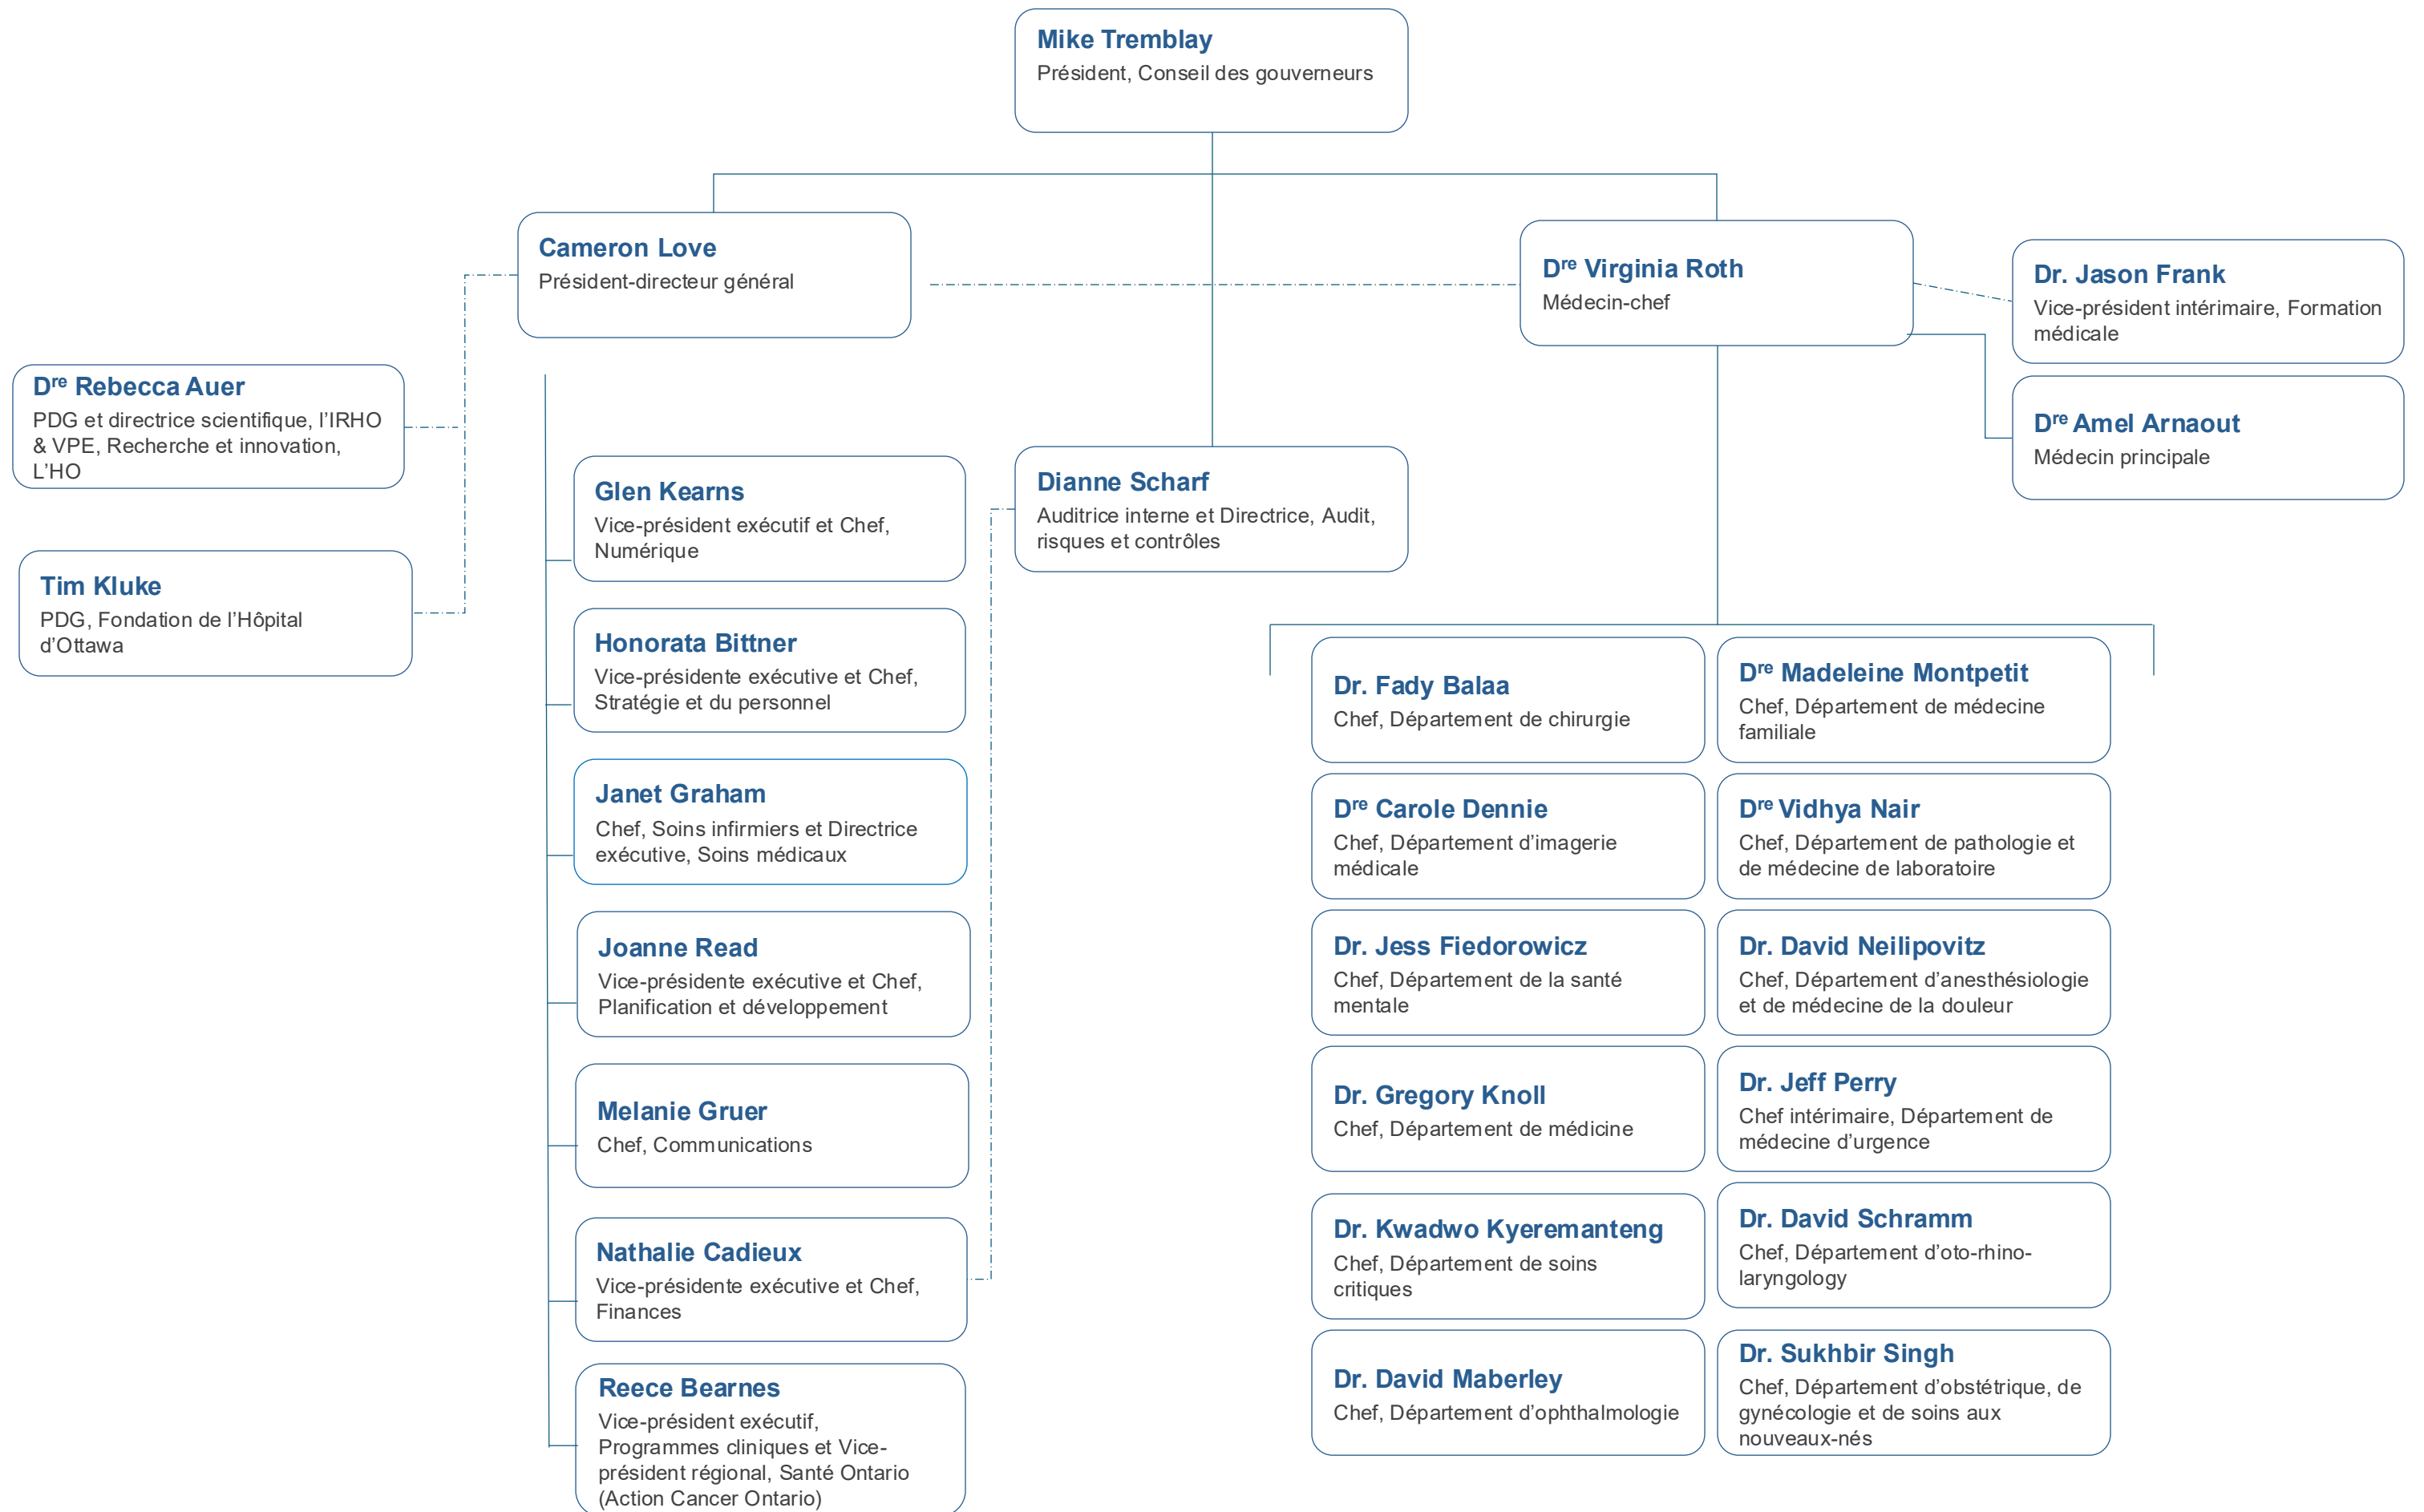 Mike Tremblay
Président, Conseil des gouverneurs
Cameron Love
Président-directeur général
Dre Virginia Roth
Médecin-chef
Dr. Jason Frank
Vice-président intérimaire, Formation
médicale
Dre Amel Arnaout
Médecin principale
Dre Rebecca Auer
PDG et directrice scientifique, l’IRHO
& VPE, Recherche et innovation,
L’HO
Tim Kluke
PDG, Fondation de l’Hôpital
d’Ottawa
Glen Kearns
Vice-président exécutif et Chef,
Numérique
Honorata Bittner
Vice-présidente exécutive et Chef,
Stratégie et du personnel
Janet Graham
Chef, Soins infirmiers et Directrice
exécutive, Soins médicaux
Joanne Read
Vice-présidente exécutive et Chef,
Planification et développement
Melanie Gruer
Chef, Communications
Nathalie Cadieux
Vice-présidente exécutive et Chef,
Finances
Reece Bearnes
Vice-président exécutif,
Programmes cliniques et Vice-
président régional, Santé Ontario
(Action Cancer Ontario)
Dianne Scharf
Auditrice interne et Directrice, Audit,
risques et contrôles
Dr. Fady Balaa
Chef, Département de chirurgie
Dre Carole Dennie
Chef, Département d’imagerie
médicale
Dr. Jess Fiedorowicz
Chef, Département de la santé
mentale
Dr. Gregory Knoll
Chef, Département de médicine
Dr. Kwadwo Kyeremanteng
Chef, Département de soins
critiques
Dr. David Maberley
Chef, Département d’ophthalmologie
Dre Madeleine Montpetit
Chef, Département de médecine
familiale
Dre Vidhya Nair
Chef, Département de pathologie et
de médecine de laboratoire
Dr. David Neilipovitz
Chef, Département d’anesthésiologie
et de médecine de la douleur
Dr. Jeff Perry
Chef intérimaire, Département de
médecine d’urgence
Dr. David Schramm
Chef, Département d’oto-rhino-
laryngology
Dr. Sukhbir Singh
Chef, Département d’obstétrique, de
gynécologie et de soins aux
nouveaux-nés